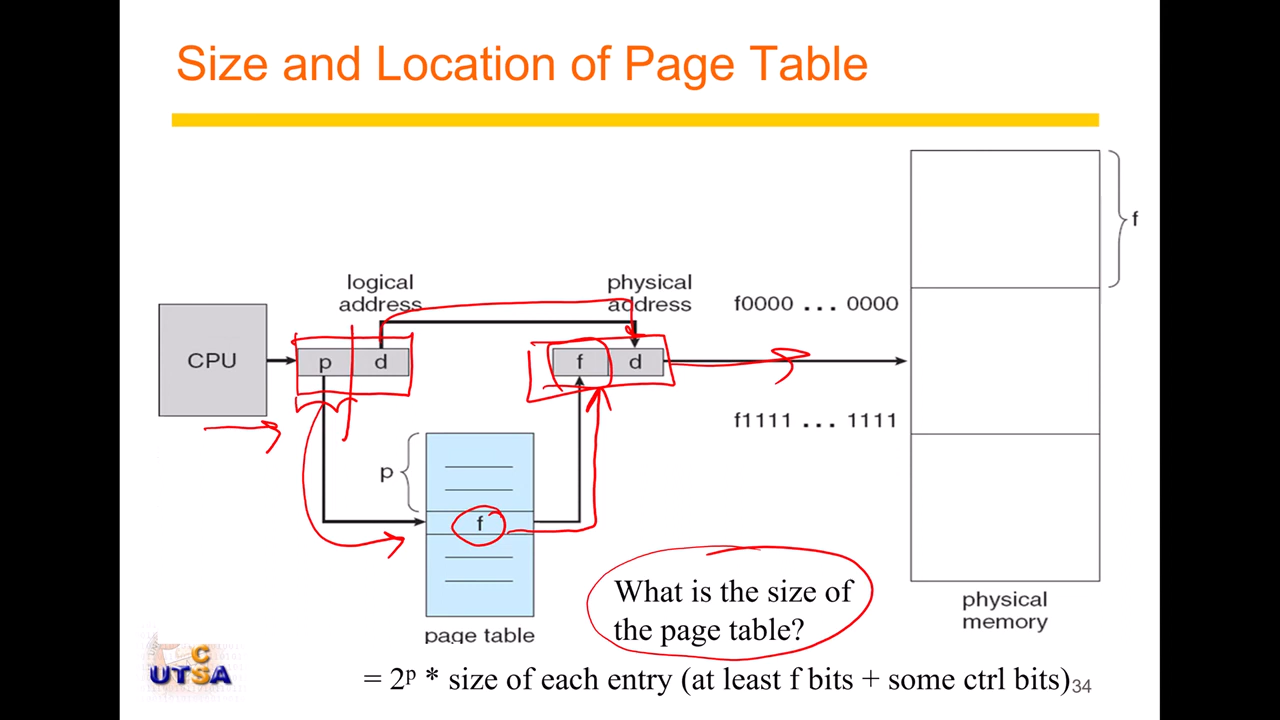 Size and Location of Page Table
f
logical
address
physical
address
f0000 ... 0000
CPU
p
d
f
d
f1111 ... 1111
p
f
What is the size of
the page table?
physical
memory
page table
CS
UTSA
= 2ᵖ * size of each entry (at least f bits + some ctrl bits)
34